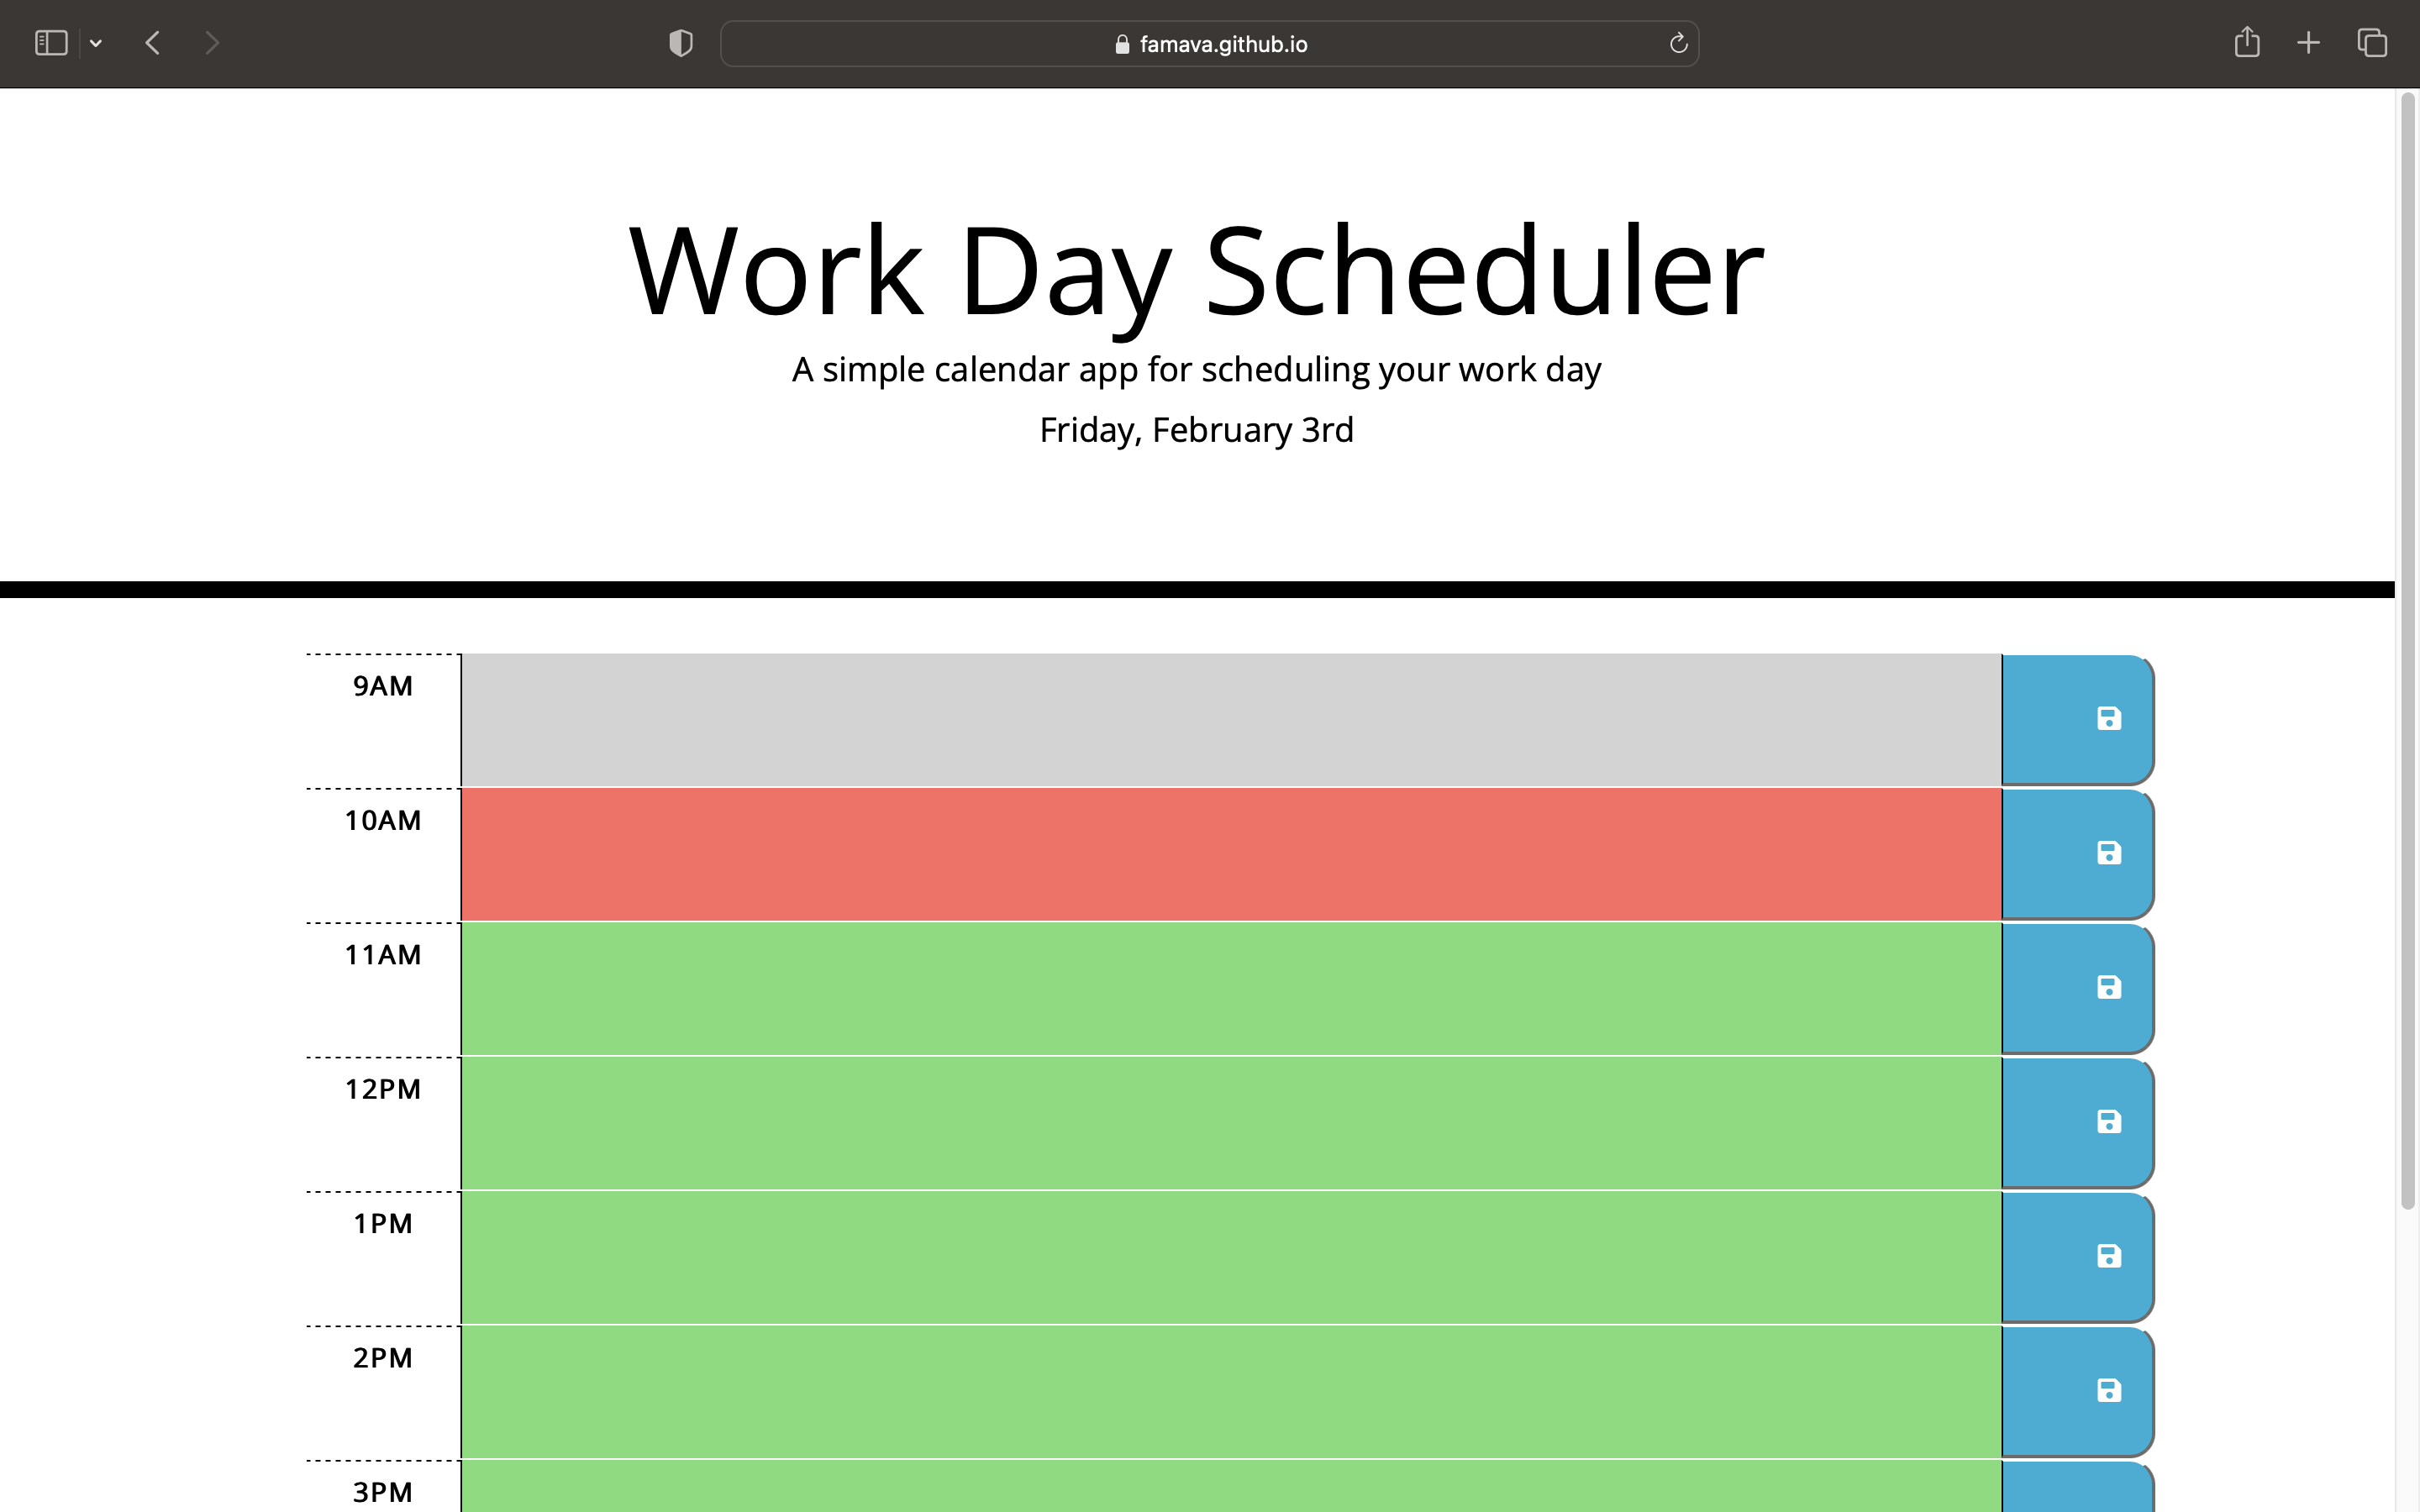 famava.github.io
Work Day Scheduler
A simple calendar app for scheduling your work day
Friday, February 3rd
9AM
10AM
11AM
12PM
1PM
2PM
3PM